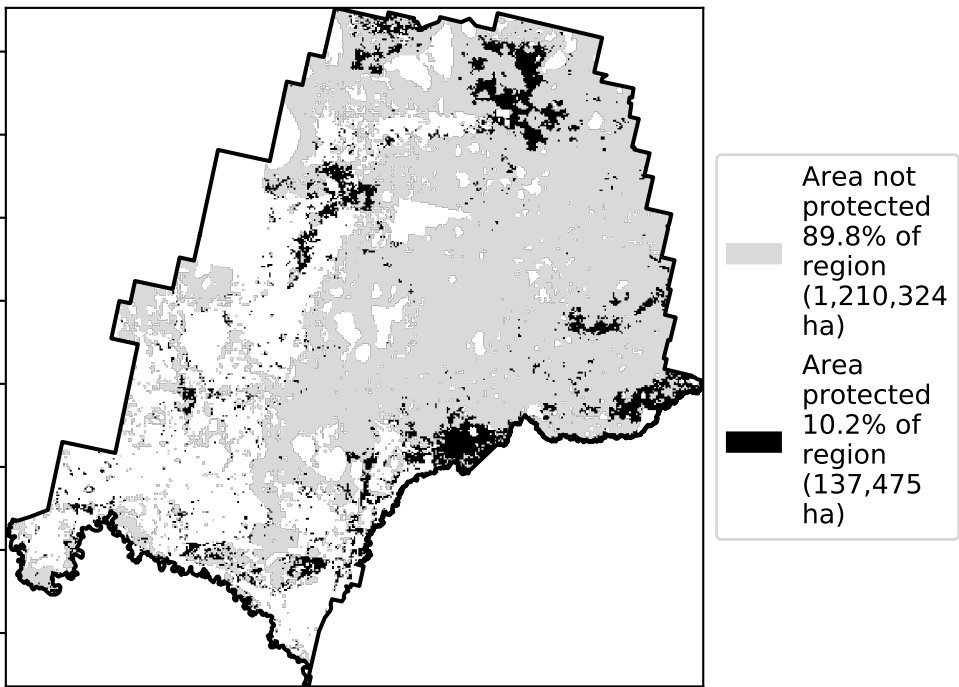 Area not
protected
89.8% of
region
(1,210,324
ha)
Area
protected
10.2% of
region
(137,475
ha)